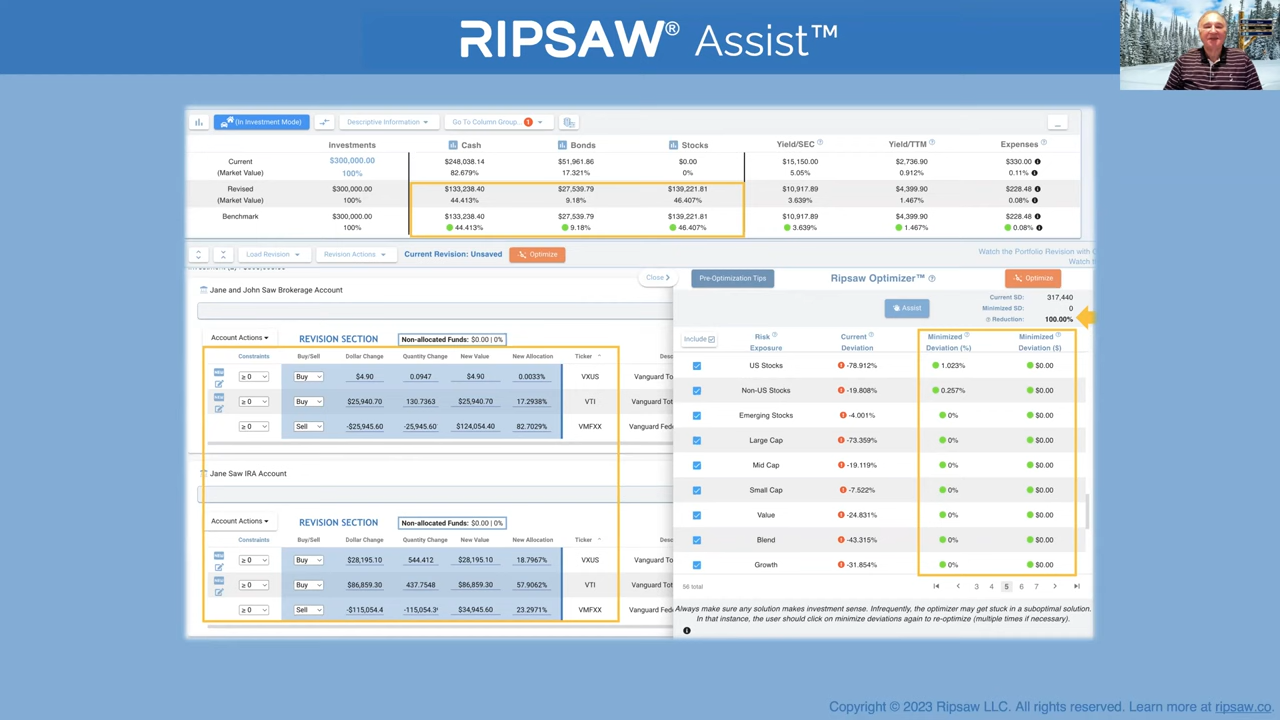 RIPSAW® Assist™
(In Investment Mode) Descriptive Information Go To Column Group... 1
Investments Cash Bonds Stocks Yield/SEC Yield/TTM Expenses
Current $300,000.00 $248,038.14 $51,961.86 $0.00 $15,150.00 $2,736.90 $330.00
(Market Value) 100% 82.679% 17.321% 0% 5.05% 0.912% 0.11%
Revised $300,000.00 $133,238.40 $27,539.79 $139,221.81 $10,917.89 $4,399.90 $228.48
(Market Value) 100% 44.413% 9.18% 46.407% 3.639% 1.467% 0.08%
Benchmark $300,000.00 $133,238.40 $27,539.79 $139,221.81 $10,917.89 $4,399.90 $228.48
100% 44.413% 9.18% 46.407% 3.639% 1.467% 0.08%
Load Revision Revision Actions Current Revision: Unsaved Optimize
Watch the Portfolio Revision with
Watch
Jane and John Saw Brokerage Account
Account Actions REVISION SECTION Non-allocated Funds: $0.00 | 0%
Constraints Buy/Sell Dollar Change Quantity Change New Value New Allocation Ticker Desc
NEW ≥ 0 Buy $4.90 0.0947 $4.90 0.0033% VXUS Vanguard Tot
NEW ≥ 0 Buy $25,940.70 130.7363 $25,940.70 17.2938% VTI Vanguard Tot
≥ 0 Sell -$25,945.60 -25,945.60 $124,054.40 82.7029% VMFXX Vanguard Fede
Jane Saw IRA Account
Account Actions REVISION SECTION Non-allocated Funds: $0.00 | 0%
Constraints Buy/Sell Dollar Change Quantity Change New Value New Allocation Ticker Desc
NEW ≥ 0 Buy $28,195.10 544.412 $28,195.10 18.7967% VXUS Vanguard To
NEW ≥ 0 Buy $86,859.30 437.7548 $86,859.30 57.9062% VTI Vanguard Tot
≥ 0 Sell -$115,054.4 -115,054.3 $34,945.60 23.2971% VMFXX Vanguard Fed
Close
Pre-Optimization Tips Ripsaw Optimizer™ Optimize
Assist
Current SD: 317,440
Minimized SD: 0
Reduction: 100.00%
Include Risk Exposure Current Deviation Minimized Deviation (%) Minimized Deviation ($)
US Stocks -78.912% 1.023% $0.00
Non-US Stocks -19.808% 0.257% $0.00
Emerging Stocks -4.001% 0% $0.00
Large Cap -73.359% 0% $0.00
Mid Cap -19.119% 0% $0.00
Small Cap -7.522% 0% $0.00
Value -24.831% 0% $0.00
Blend -43.315% 0% $0.00
Growth -31.854% 0% $0.00
56 total 3 4 5 6 7
Always make sure any solution makes investment sense. Infrequently, the optimizer may get stuck in a suboptimal solution.
In that instance, the user should click on minimize deviations again to re-optimize (multiple times if necessary).
Copyright © 2023 Ripsaw LLC. All rights reserved. Learn more at ripsaw.co.